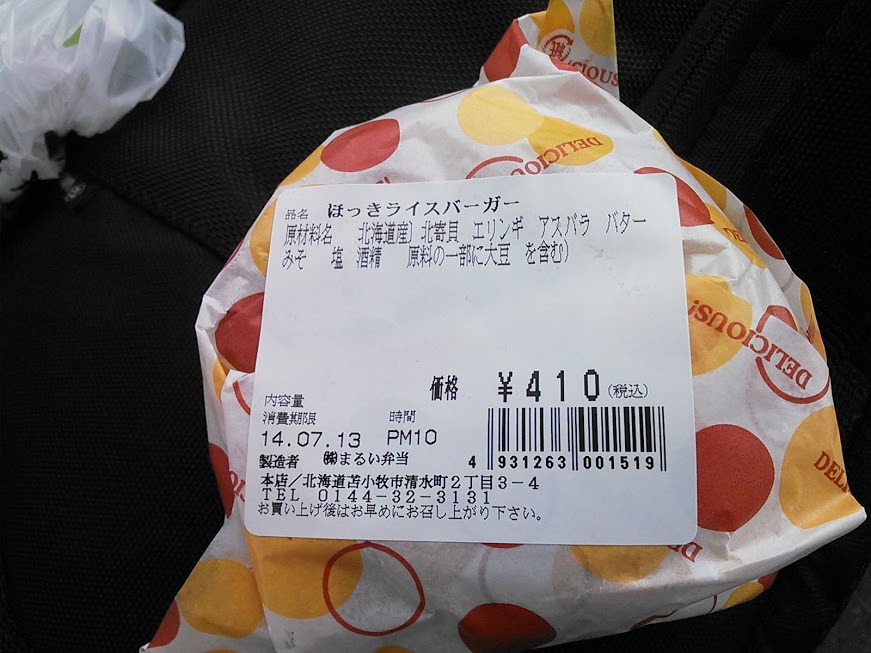 紙
DELICIOUS!
DELICIOUS!
品名 ほっきライスバーガー
原材料名 北海道産〕北寄貝 エリンギ アスパラ バター
みそ 塩 酒精 原料の一部に大豆 を含む）
DELICIOUS!
価格 ￥410（税込）
内容量
消費期限 時間
14.07.13 PM10
4 931263 001519
製造者 ㈱まるい弁当
本店／北海道苫小牧市清水町２丁目３−４
ＴＥＬ ０１４４−３２−３１３１
お買い上げ後はお早めにお召し上がり下さい。
DELI